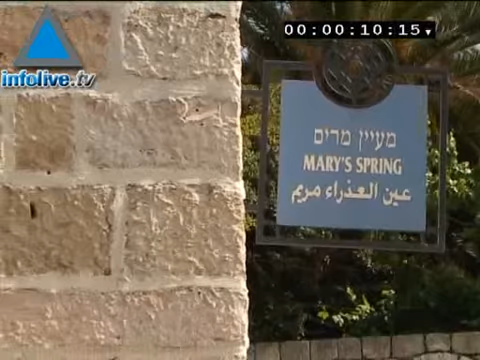 00:00:10:15
infolive.tv
מעיין מרים
MARY'S SPRING
عين العذراء مريم